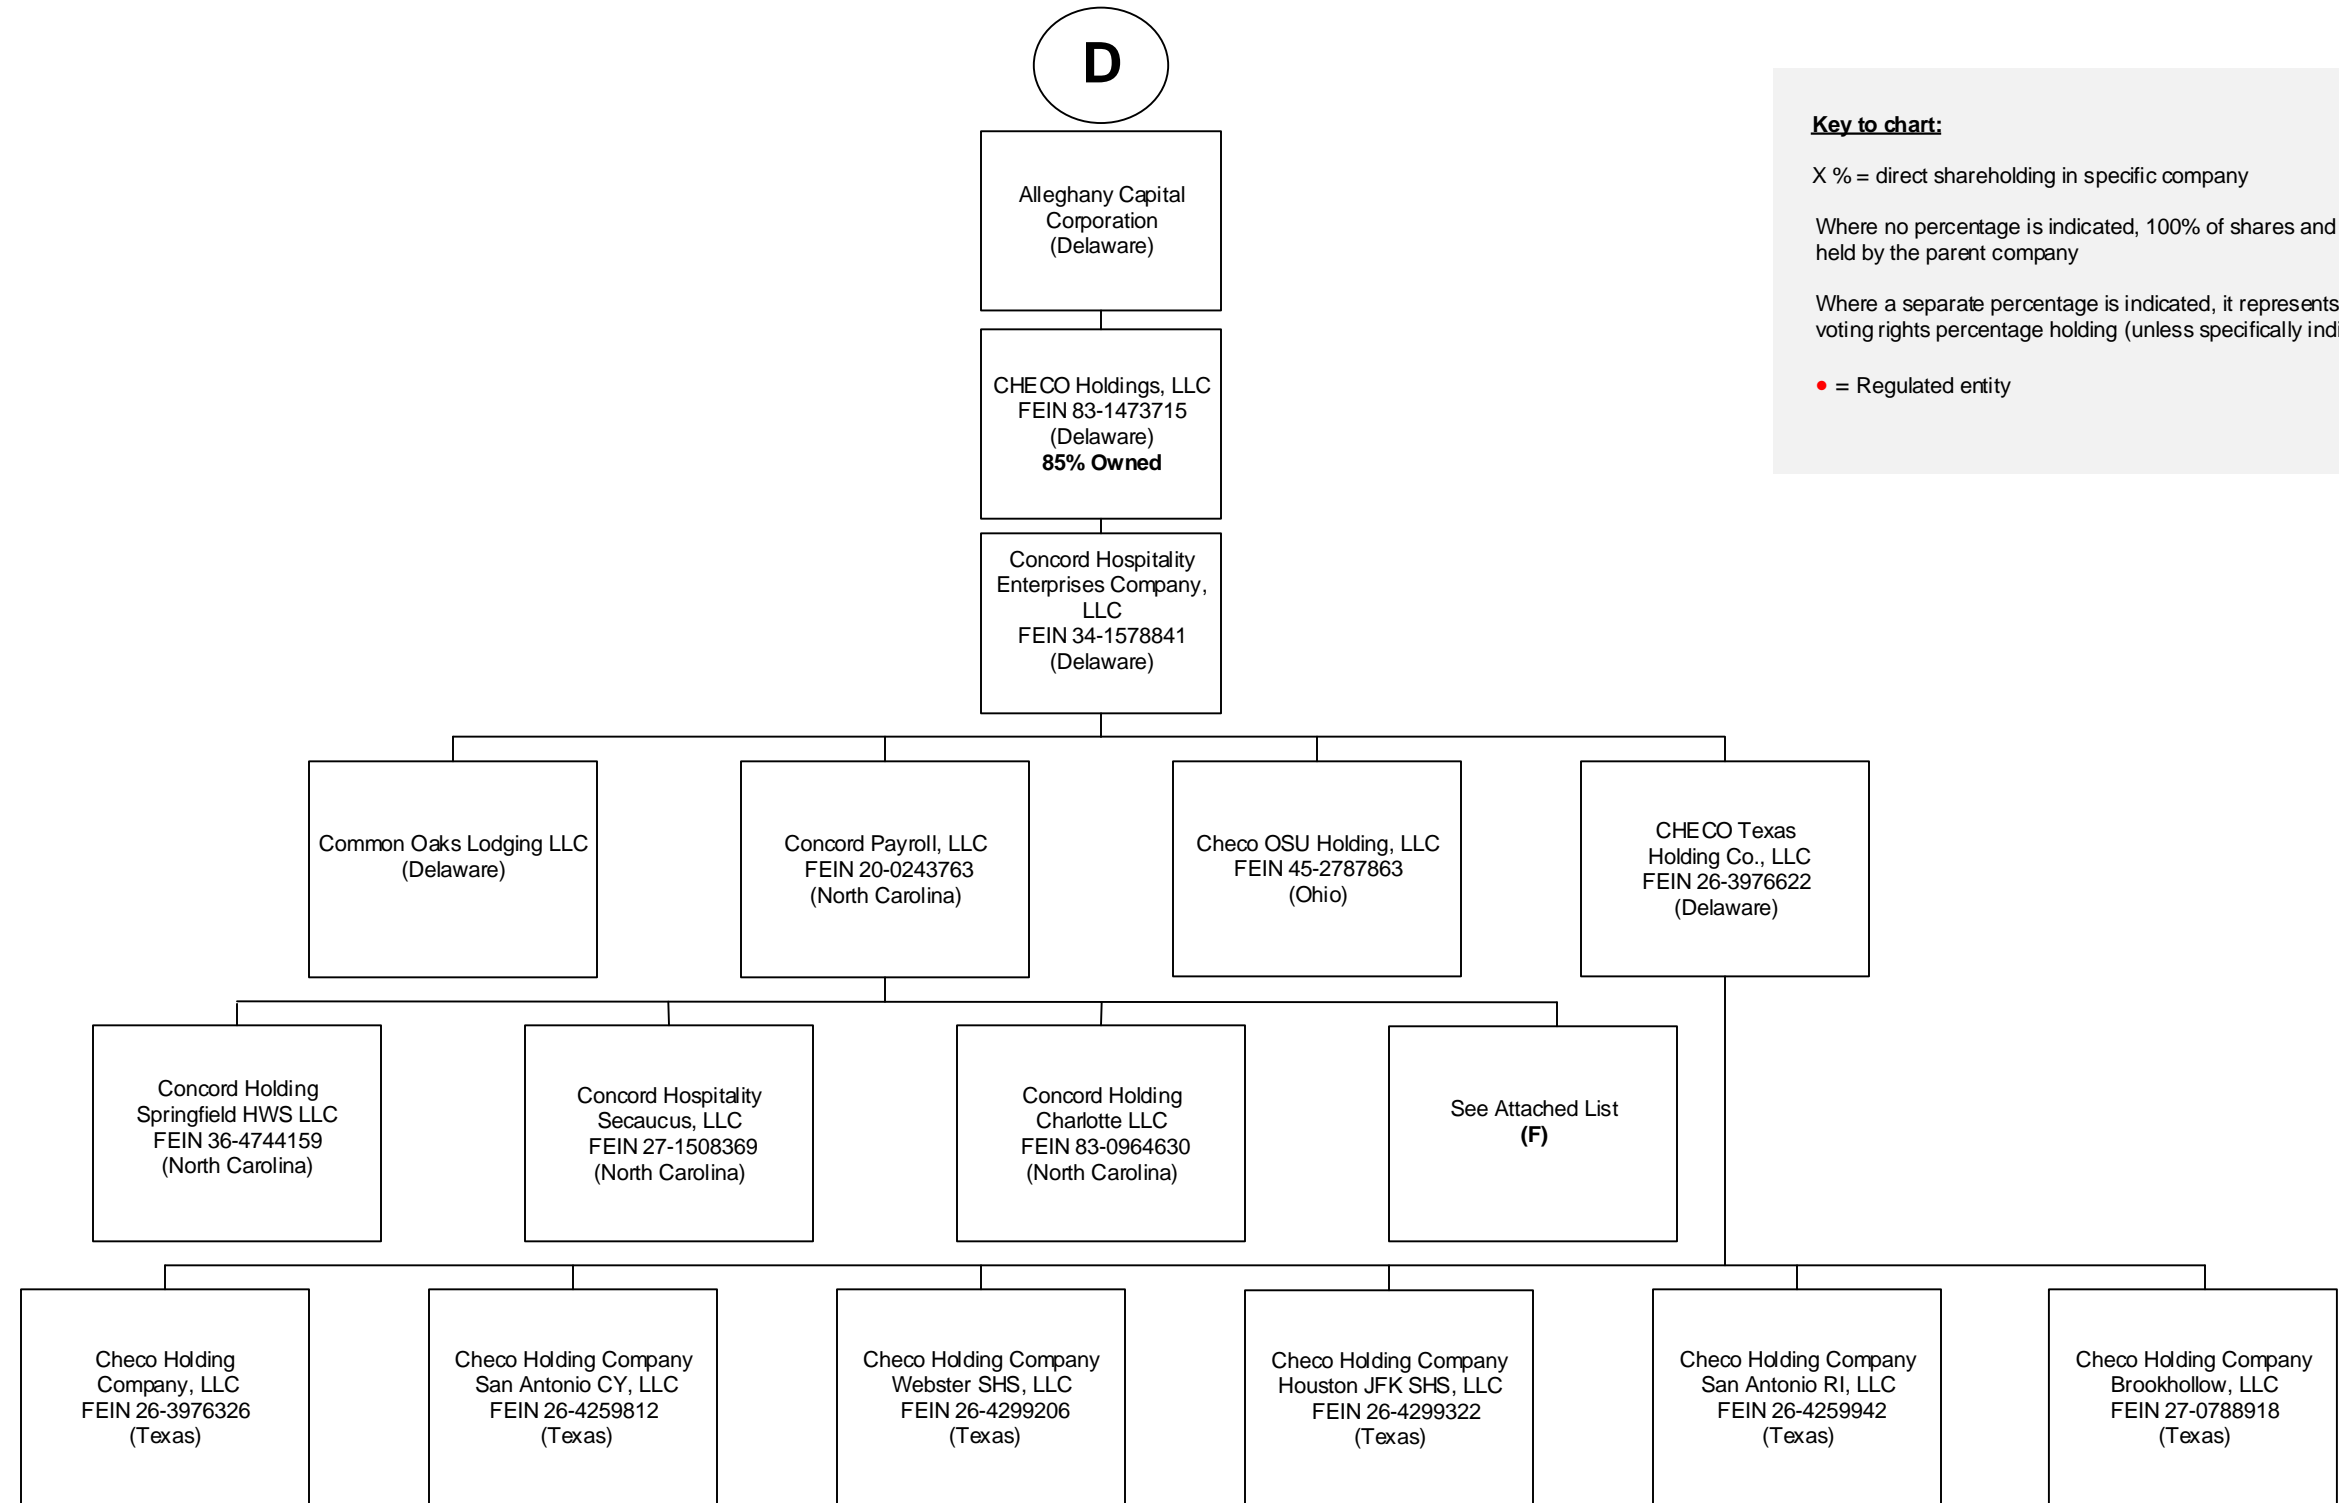 D
Alleghany Capital
Corporation
(Delaware)
Key to chart:
X % = direct shareholding in specific company
Where no percentage is indicated, 100% of shares and
held by the parent company
Where a separate percentage is indicated, it represents
voting rights percentage holding (unless specifically indi
• = Regulated entity
CHECO Holdings, LLC
FEIN 83-1473715
(Delaware)
85% Owned
Concord Hospitality
Enterprises Company,
LLC
FEIN 34-1578841
(Delaware)
Common Oaks Lodging LLC
(Delaware)
Concord Payroll, LLC
FEIN 20-0243763
(North Carolina)
Checo OSU Holding, LLC
FEIN 45-2787863
(Ohio)
CHECO Texas
Holding Co., LLC
FEIN 26-3976622
(Delaware)
Concord Holding
Springfield HWS LLC
FEIN 36-4744159
(North Carolina)
Concord Hospitality
Secaucus, LLC
FEIN 27-1508369
(North Carolina)
Concord Holding
Charlotte LLC
FEIN 83-0964630
(North Carolina)
See Attached List
(F)
Checo Holding
Company, LLC
FEIN 26-3976326
(Texas)
Checo Holding Company
San Antonio CY, LLC
FEIN 26-4259812
(Texas)
Checo Holding Company
Webster SHS, LLC
FEIN 26-4299206
(Texas)
Checo Holding Company
Houston JFK SHS, LLC
FEIN 26-4299322
(Texas)
Checo Holding Company
San Antonio RI, LLC
FEIN 26-4259942
(Texas)
Checo Holding Company
Brookhollow, LLC
FEIN 27-0788918
(Texas)